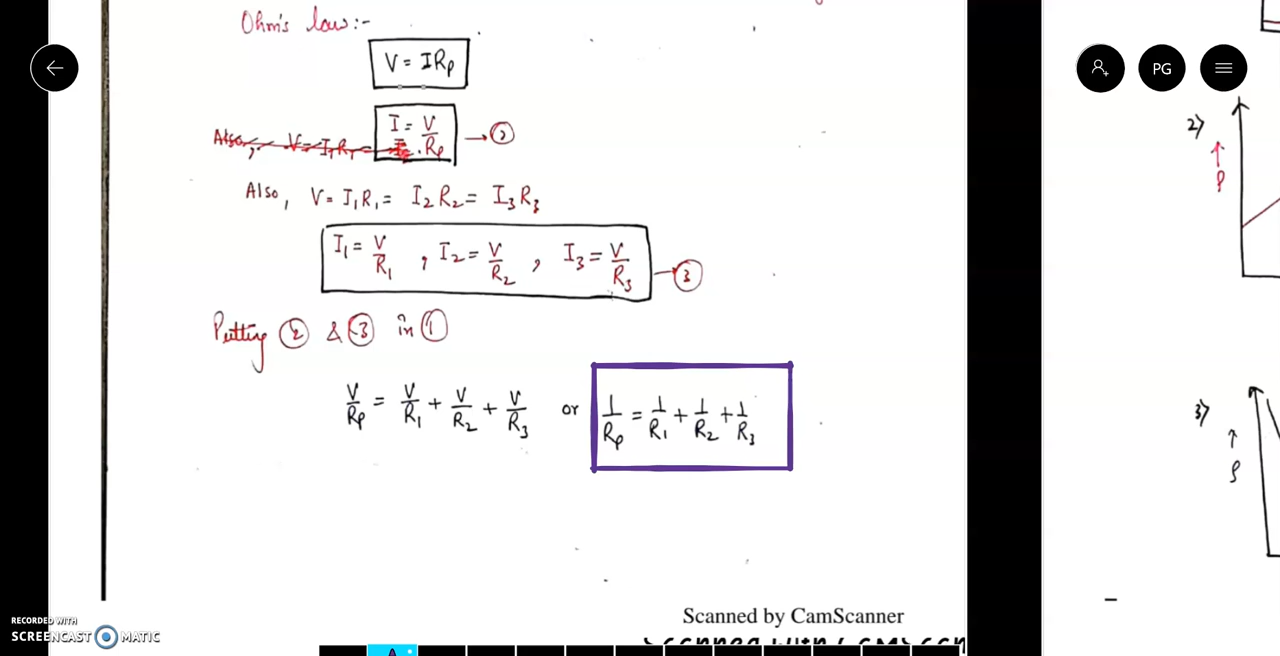 Ohm's law:-
V = IRp
I = V/Rp → ②
Also, V = I₁R₁ = I₂R₂ = I₃R₃
I₁ = V/R₁ , I₂ = V/R₂ , I₃ = V/R₃ → ③
Putting ② & ③ in ①
V/Rp = V/R₁ + V/R₂ + V/R₃ or 1/Rp = 1/R₁ + 1/R₂ + 1/R₃
Scanned by CamScanner
PG
2)
ρ
3)
ρ
RECORDED WITH
SCREENCAST MATIC